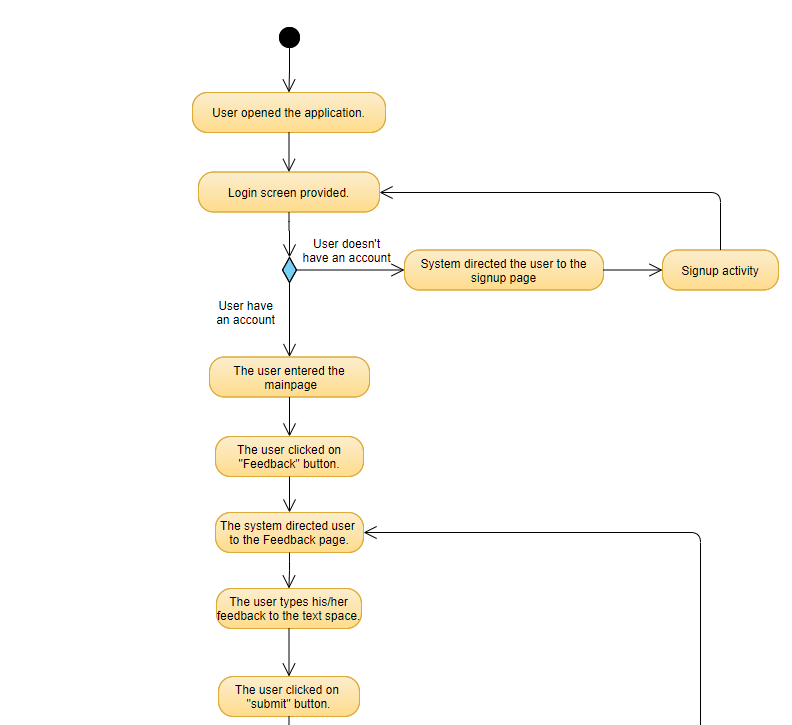 User opened the application.
Login screen provided.
User doesn't
have an account
System directed the user to the
signup page
Signup activity
User have
an account
The user entered the
mainpage
The user clicked on
"Feedback" button.
The system directed user
to the Feedback page.
The user types his/her
feedback to the text space.
The user clicked on
"submit" button.